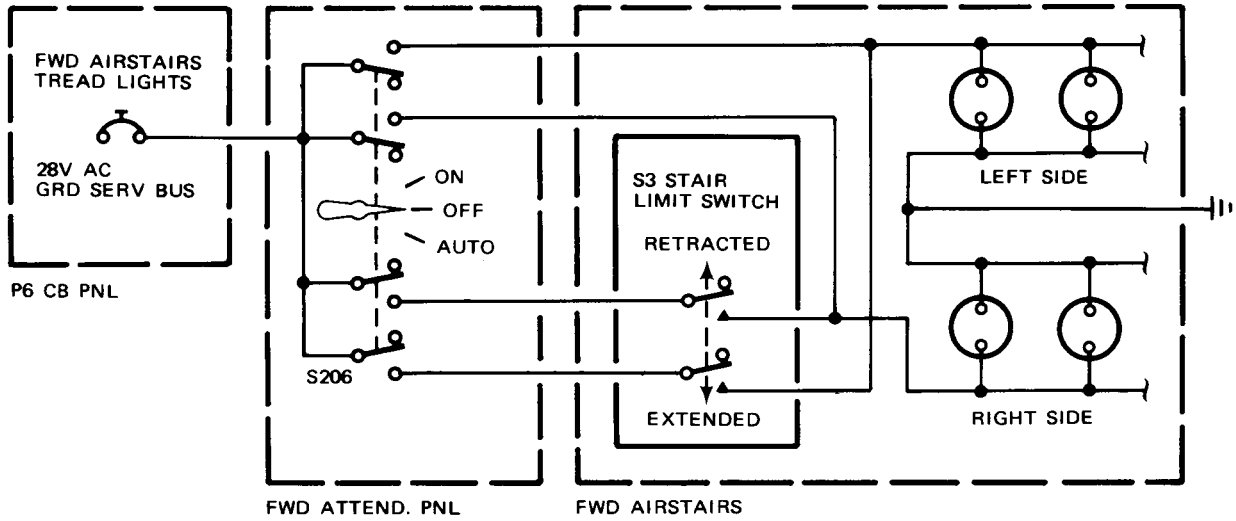 FWD AIRSTAIRS
TREAD LIGHTS
28V AC
GRD SERV BUS
P6 CB PNL
ON
OFF
AUTO
S206
FWD ATTEND. PNL
S3 STAIR
LIMIT SWITCH
RETRACTED
EXTENDED
LEFT SIDE
RIGHT SIDE
FWD AIRSTAIRS